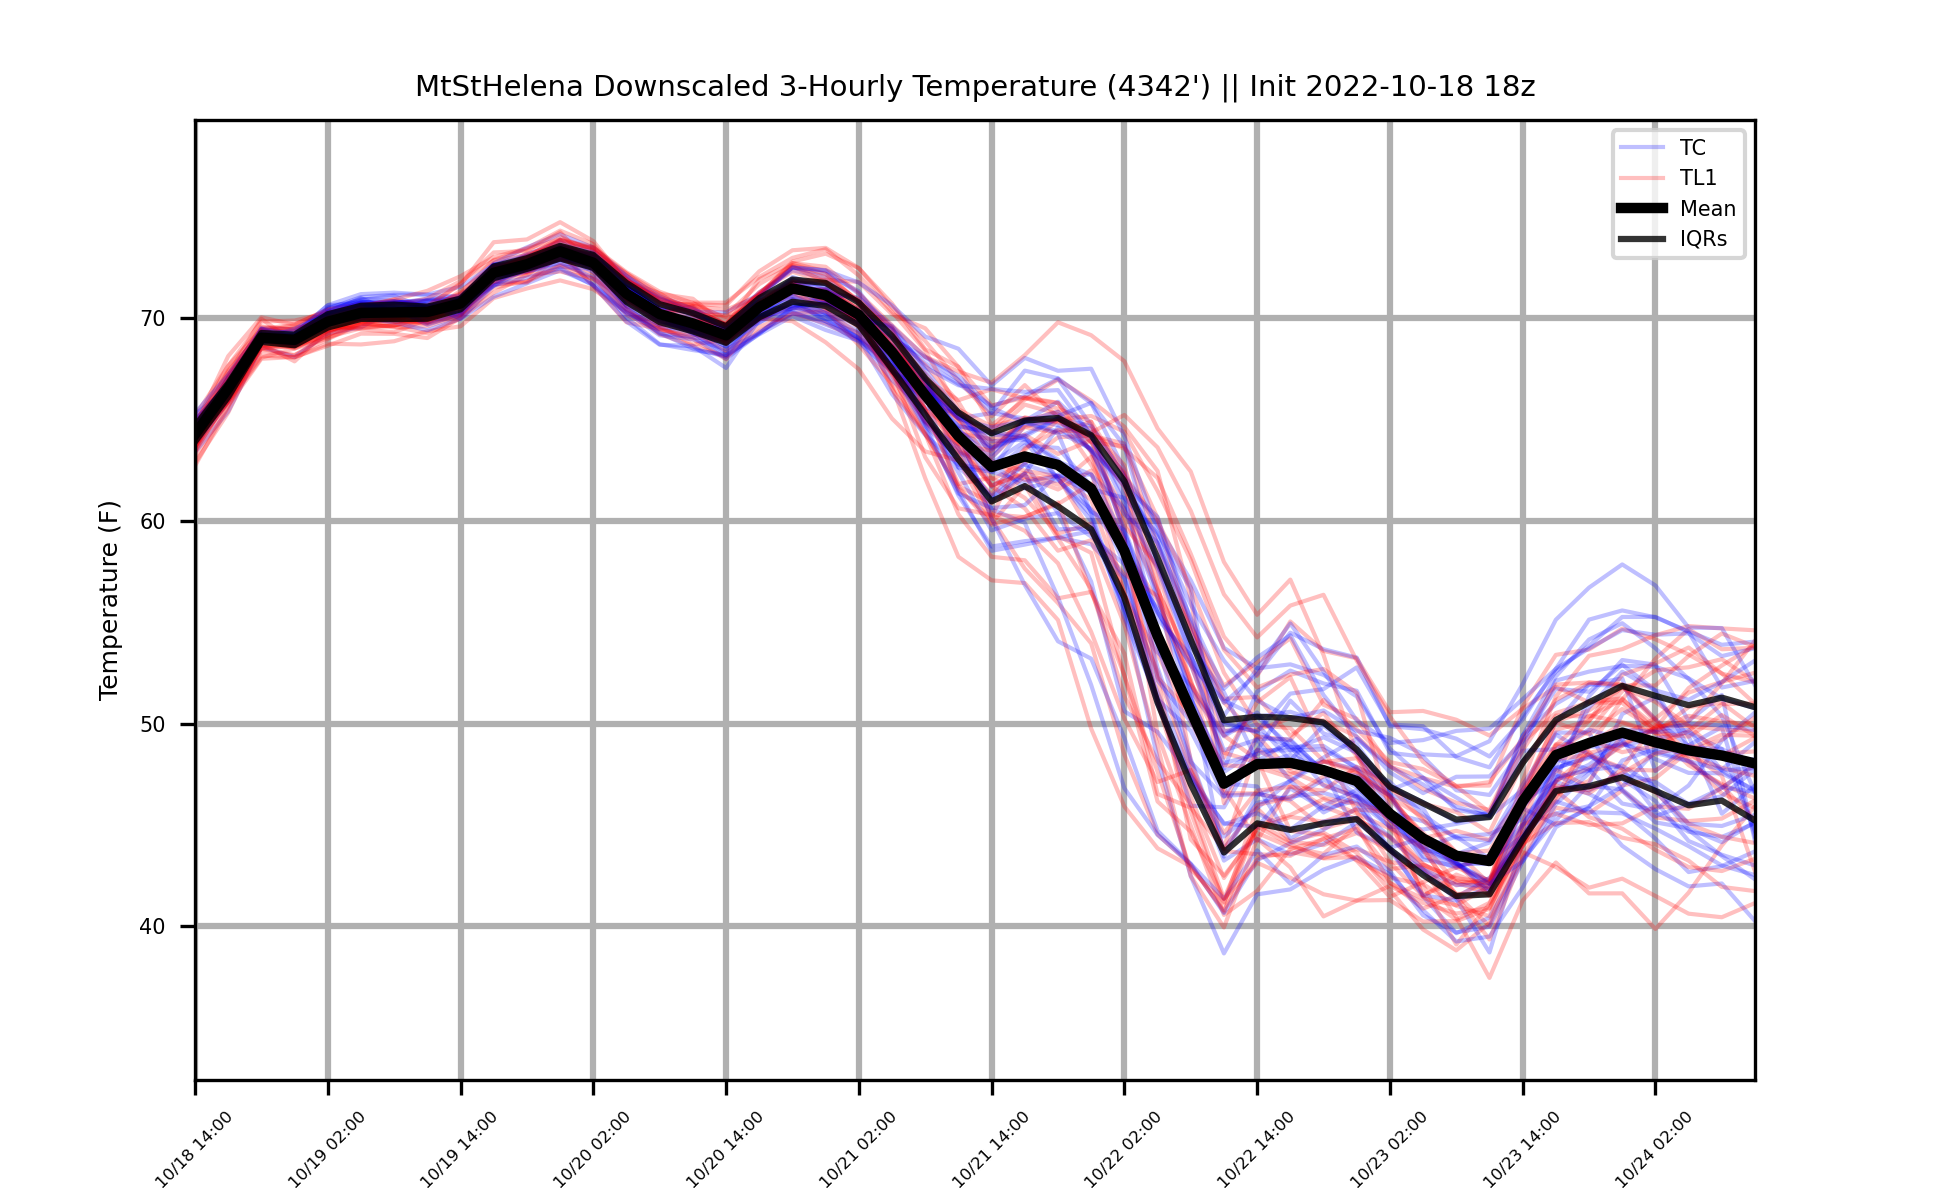 MtStHelena Downscaled 3-Hourly Temperature (4342') || Init 2022-10-18 18z
TC
TL1
Mean
IQRs
Temperature (F)
70
60
50
40
10/18 14:00
10/19 02:00
10/19 14:00
10/20 02:00
10/20 14:00
10/21 02:00
10/21 14:00
10/22 02:00
10/22 14:00
10/23 02:00
10/23 14:00
10/24 02:00